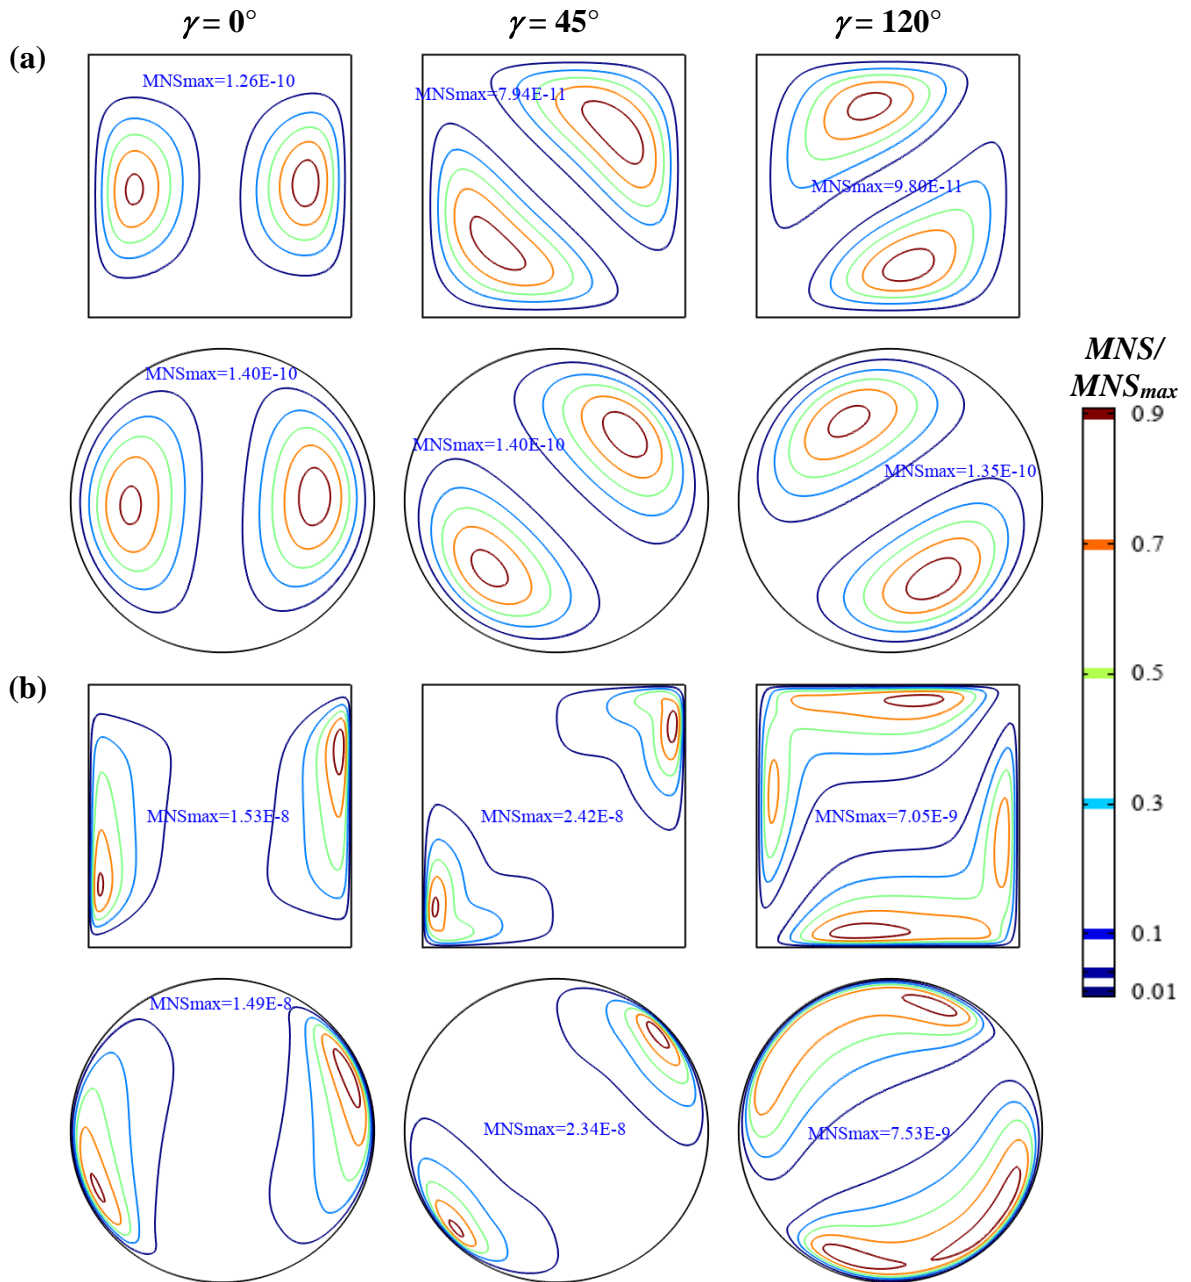 γ = 0° γ = 45° γ = 120°
(a)
MNSmax=1.26E-10 MNSmax=7.94E-11 MNSmax=9.80E-11
MNSmax=1.40E-10 MNSmax=1.40E-10 MNSmax=1.35E-10
MNS/
MNSmax
0.9
0.7
0.5
0.3
0.1
0.01
(b)
MNSmax=1.53E-8 MNSmax=2.42E-8 MNSmax=7.05E-9
MNSmax=1.49E-8 MNSmax=2.34E-8 MNSmax=7.53E-9